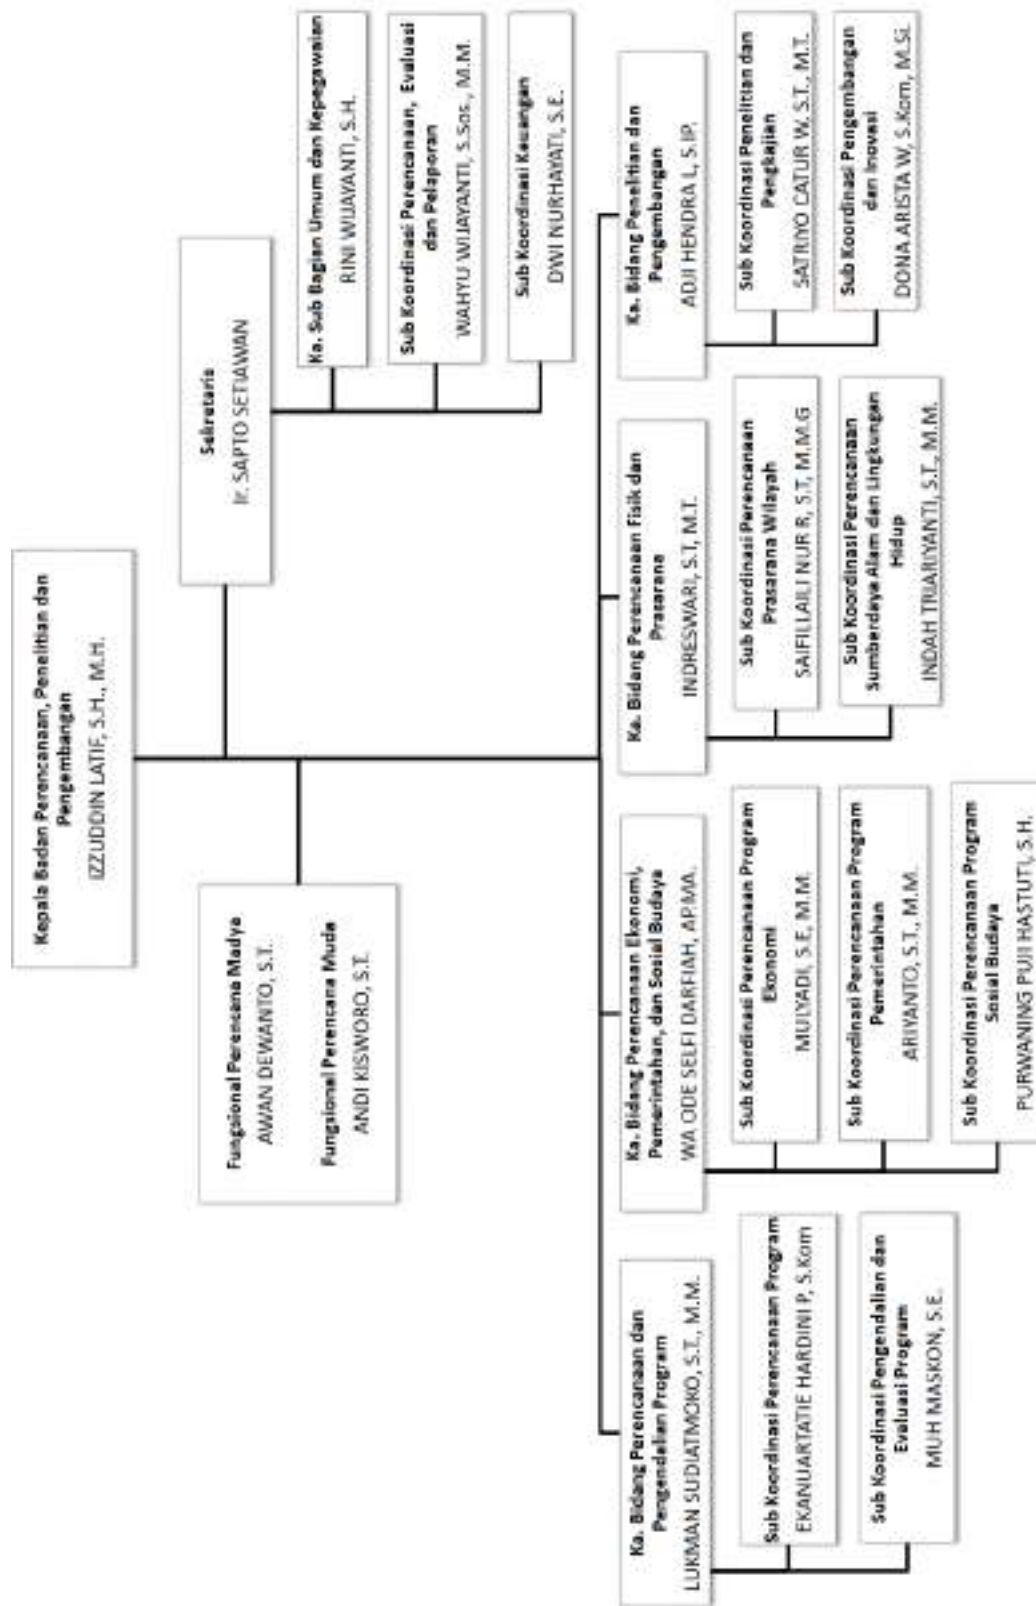 Kepala Badan Perencanaan, Penelitian dan
Pengembangan
IZZUDDIN LATIF, S.H., M.H.
Sekretaris
Ir. SAPTO SETIAWAN
Ka. Sub Bagian Umum dan Kepegawaian
RINI WIJAYANTI, S.H.
Sub Koordinasi Perencanaan, Evaluasi
dan Pelaporan
WAHYU WIJAYANTI, S.Sos., M.M.
Sub Koordinasi Keuangan
DWI NURHAYATI, S.E.
Fungsional Perencana Madya
AWAN DEWANTO, S.T.
Fungsional Perencana Muda
ANDI KISWORO, S.T.
Ka. Bidang Perencanaan dan
Pengendalian Program
LUKMAN SUDIATMOKO, S.T., M.M.
Sub Koordinasi Perencanaan Program
EKANUARTATIE HARDINI P, S.Kom
Sub Koordinasi Pengendalian dan
Evaluasi Program
MUH MASKON, S.E.
Ka. Bidang Perencanaan Ekonomi,
Pemerintahan, dan Sosial Budaya
WA ODE SELFI DARFIAH, AP.MA.
Sub Koordinasi Perencanaan Program
Ekonomi
MULYADI, S.E, M.M.
Sub Koordinasi Perencanaan Program
Pemerintahan
ARIYANTO, S.T., M.M.
Sub Koordinasi Perencanaan Program
Sosial Budaya
PURWANING PUJI HASTUTI, S.H.
Ka. Bidang Perencanaan Fisik dan
Prasarana
INDRESWARI, S.T, M.T.
Sub Koordinasi Perencanaan
Prasarana Wilayah
SAIFILLAILI NUR R, S.T, M.M.G
Sub Koordinasi Perencanaan
Sumberdaya Alam dan Lingkungan
Hidup
INDAH TRIARIYANTI, S.T., M.M.
Ka. Bidang Penelitian dan
Pengembangan
ADJI HENDRA L, S.IP.
Sub Koordinasi Penelitian dan
Pengkajian
SATRIYO CATUR W, S.T., M.T.
Sub Koordinasi Pengembangan
dan Inovasi
DONA ARISTA W, S.Kom, M.Si.